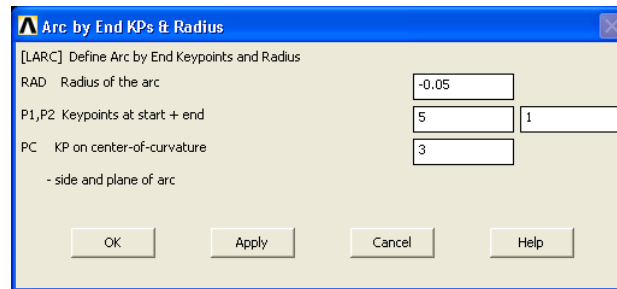 Arc by End KPs & Radius
[LARC] Define Arc by End Keypoints and Radius
RAD Radius of the arc -0.05
P1,P2 Keypoints at start + end 5 1
PC KP on center-of-curvature 3
- side and plane of arc
OK Apply Cancel Help